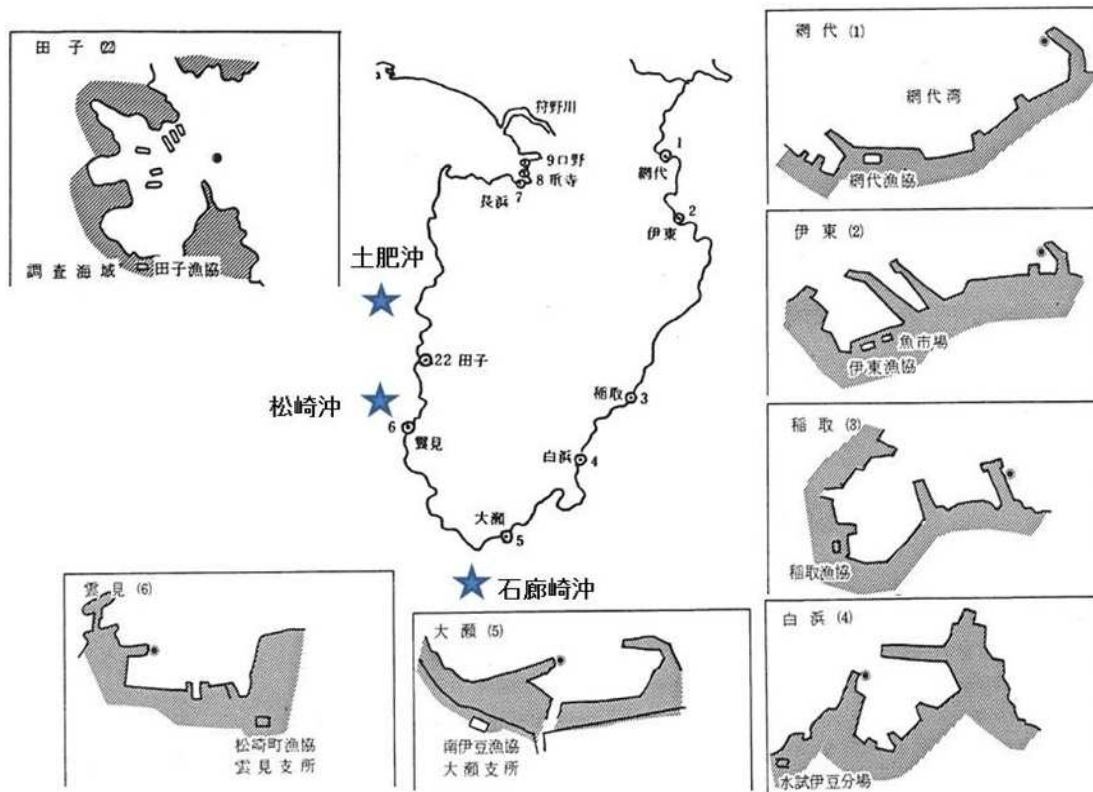 田子 (22)
調査海域
田子漁協
狩野川
9 口野
8
7
長浜
1
網代
2
伊東
土肥沖
22 田子
松崎沖
6
雲見
稲取
3
白浜
4
大瀬
5
石廊崎沖
網代 (1)
網代湾
網代漁協
伊東 (2)
魚市場
伊東漁協
稲取 (3)
稲取漁協
白浜 (4)
水試伊豆分場
雲見 (6)
松崎町漁協
雲見支所
大瀬 (5)
南伊豆漁協
大瀬支所